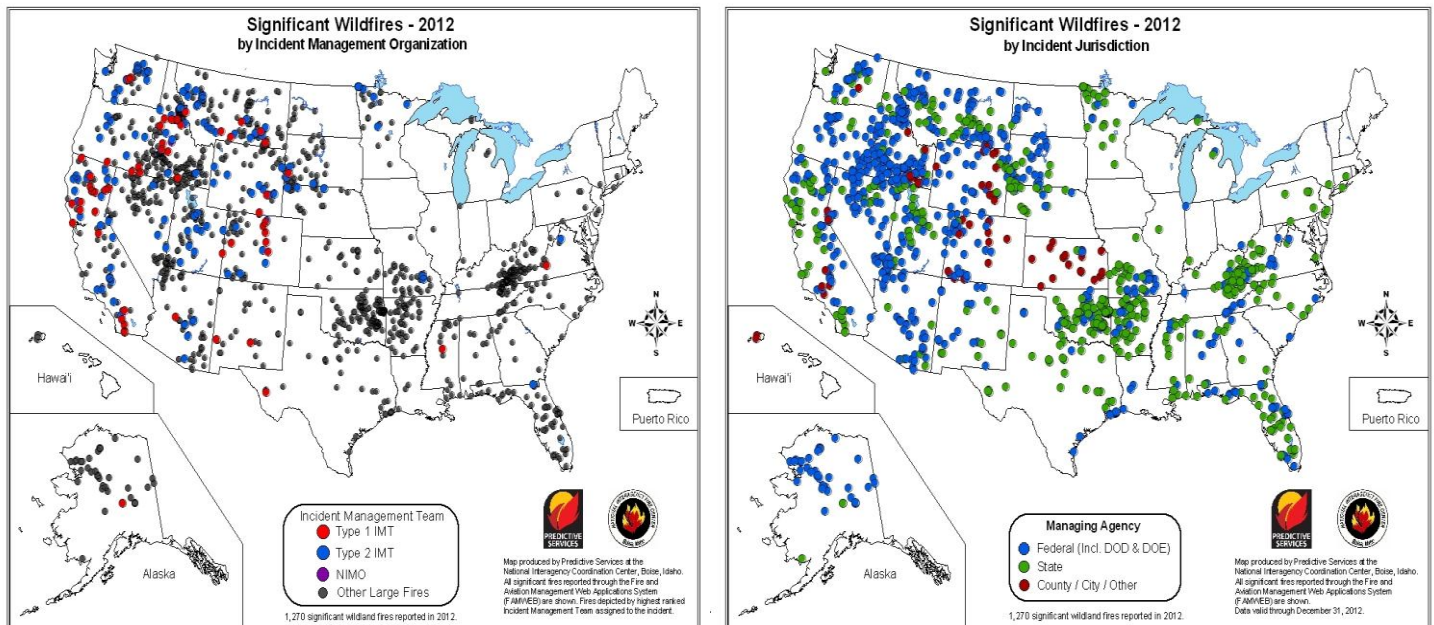 Significant Wildfires - 2012
by Incident Management Organization
N
W
E
S
Hawai'i
Puerto Rico
Alaska
Incident Management Team
Type 1 IMT
Type 2 IMT
NIMO
Other Large Fires
PREDICTIVE
SERVICES
Map produced by Predictive Services at the
National Interagency Coordination Center, Boise, Idaho.
All significant fires reported through the Fire and
Aviation Management Web Applications System
(FAMWEB) are shown. Fires depicted by highest ranked
Incident Management Team assigned to the incident.
1,270 significant wildland fires reported in 2012.
Significant Wildfires - 2012
by Incident Jurisdiction
N
W
E
S
Hawai'i
Puerto Rico
Alaska
Managing Agency
Federal (Incl. DOD & DOE)
State
County / City / Other
PREDICTIVE
SERVICES
Map produced by Predictive Services at the
National Interagency Coordination Center, Boise, Idaho.
All significant fires reported through the Fire and
Aviation Management Web Applications System
(FAMWEB) are shown.
Data valid through December 31, 2012.
1,270 significant wildland fires reported in 2012.